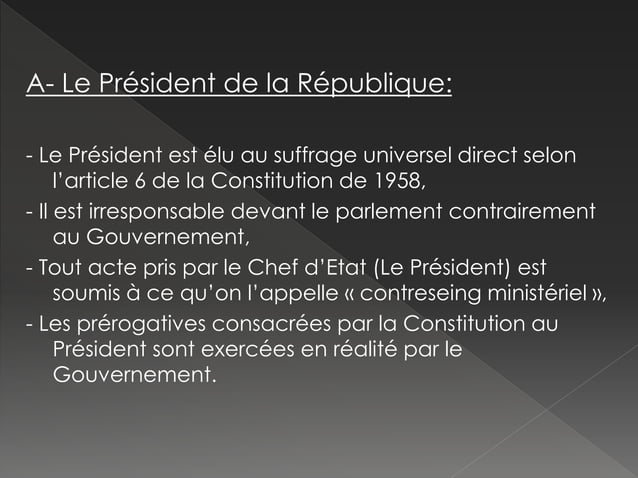 A- Le Président de la République:
- Le Président est élu au suffrage universel direct selon
l’article 6 de la Constitution de 1958,
- Il est irresponsable devant le parlement contrairement
au Gouvernement,
- Tout acte pris par le Chef d’Etat (Le Président) est
soumis à ce qu’on l’appelle « contreseing ministériel »,
- Les prérogatives consacrées par la Constitution au
Président sont exercées en réalité par le
Gouvernement.